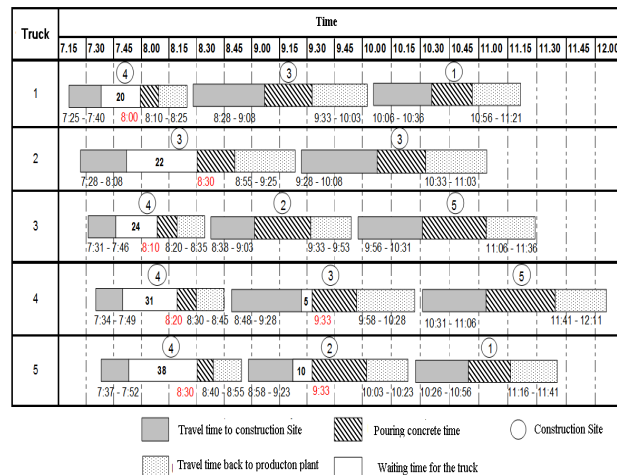 Truck
Time
7.15 7.30 7.45 8.00 8.15 8.30 8.45 9.00 9.15 9.30 9.45 10.00 10.15 10.30 10.45 11.00 11.15 11.30 11.45 12.00
4 3 1
1
20
7:25 - 7:40 8:00 8:10 - 8:25 8:28 - 9:08 9:33 - 10:03 10:06 - 10:36 10:56 - 11:21
3 3
2
22
7:28 - 8:08 8:30 8:55 - 9:25 9:28 - 10:08 10:33 - 11:03
4 2 5
3
24
7:31 - 7:46 8:10 8:20 - 8:35 8:38 - 9:03 9:33 - 9:53 9:56 - 10:31 11:06 - 11:36
4 3 5
4
31 5
7:34 - 7:49 8:20 8:30 - 8:45 8:48 - 9:28 9:33 9:58 - 10:28 10:31 - 11:06 11:41 - 12:11
4 2 1
5
38 10
7:37 - 7:52 8:30 8:40 - 8:55 8:58 - 9:23 9:33 10:03 - 10:23 10:26 - 10:56 11:16 - 11:41
Travel time to construction Site Pouring concrete time Construction Site
Travel time back to producton plant Waiting time for the truck